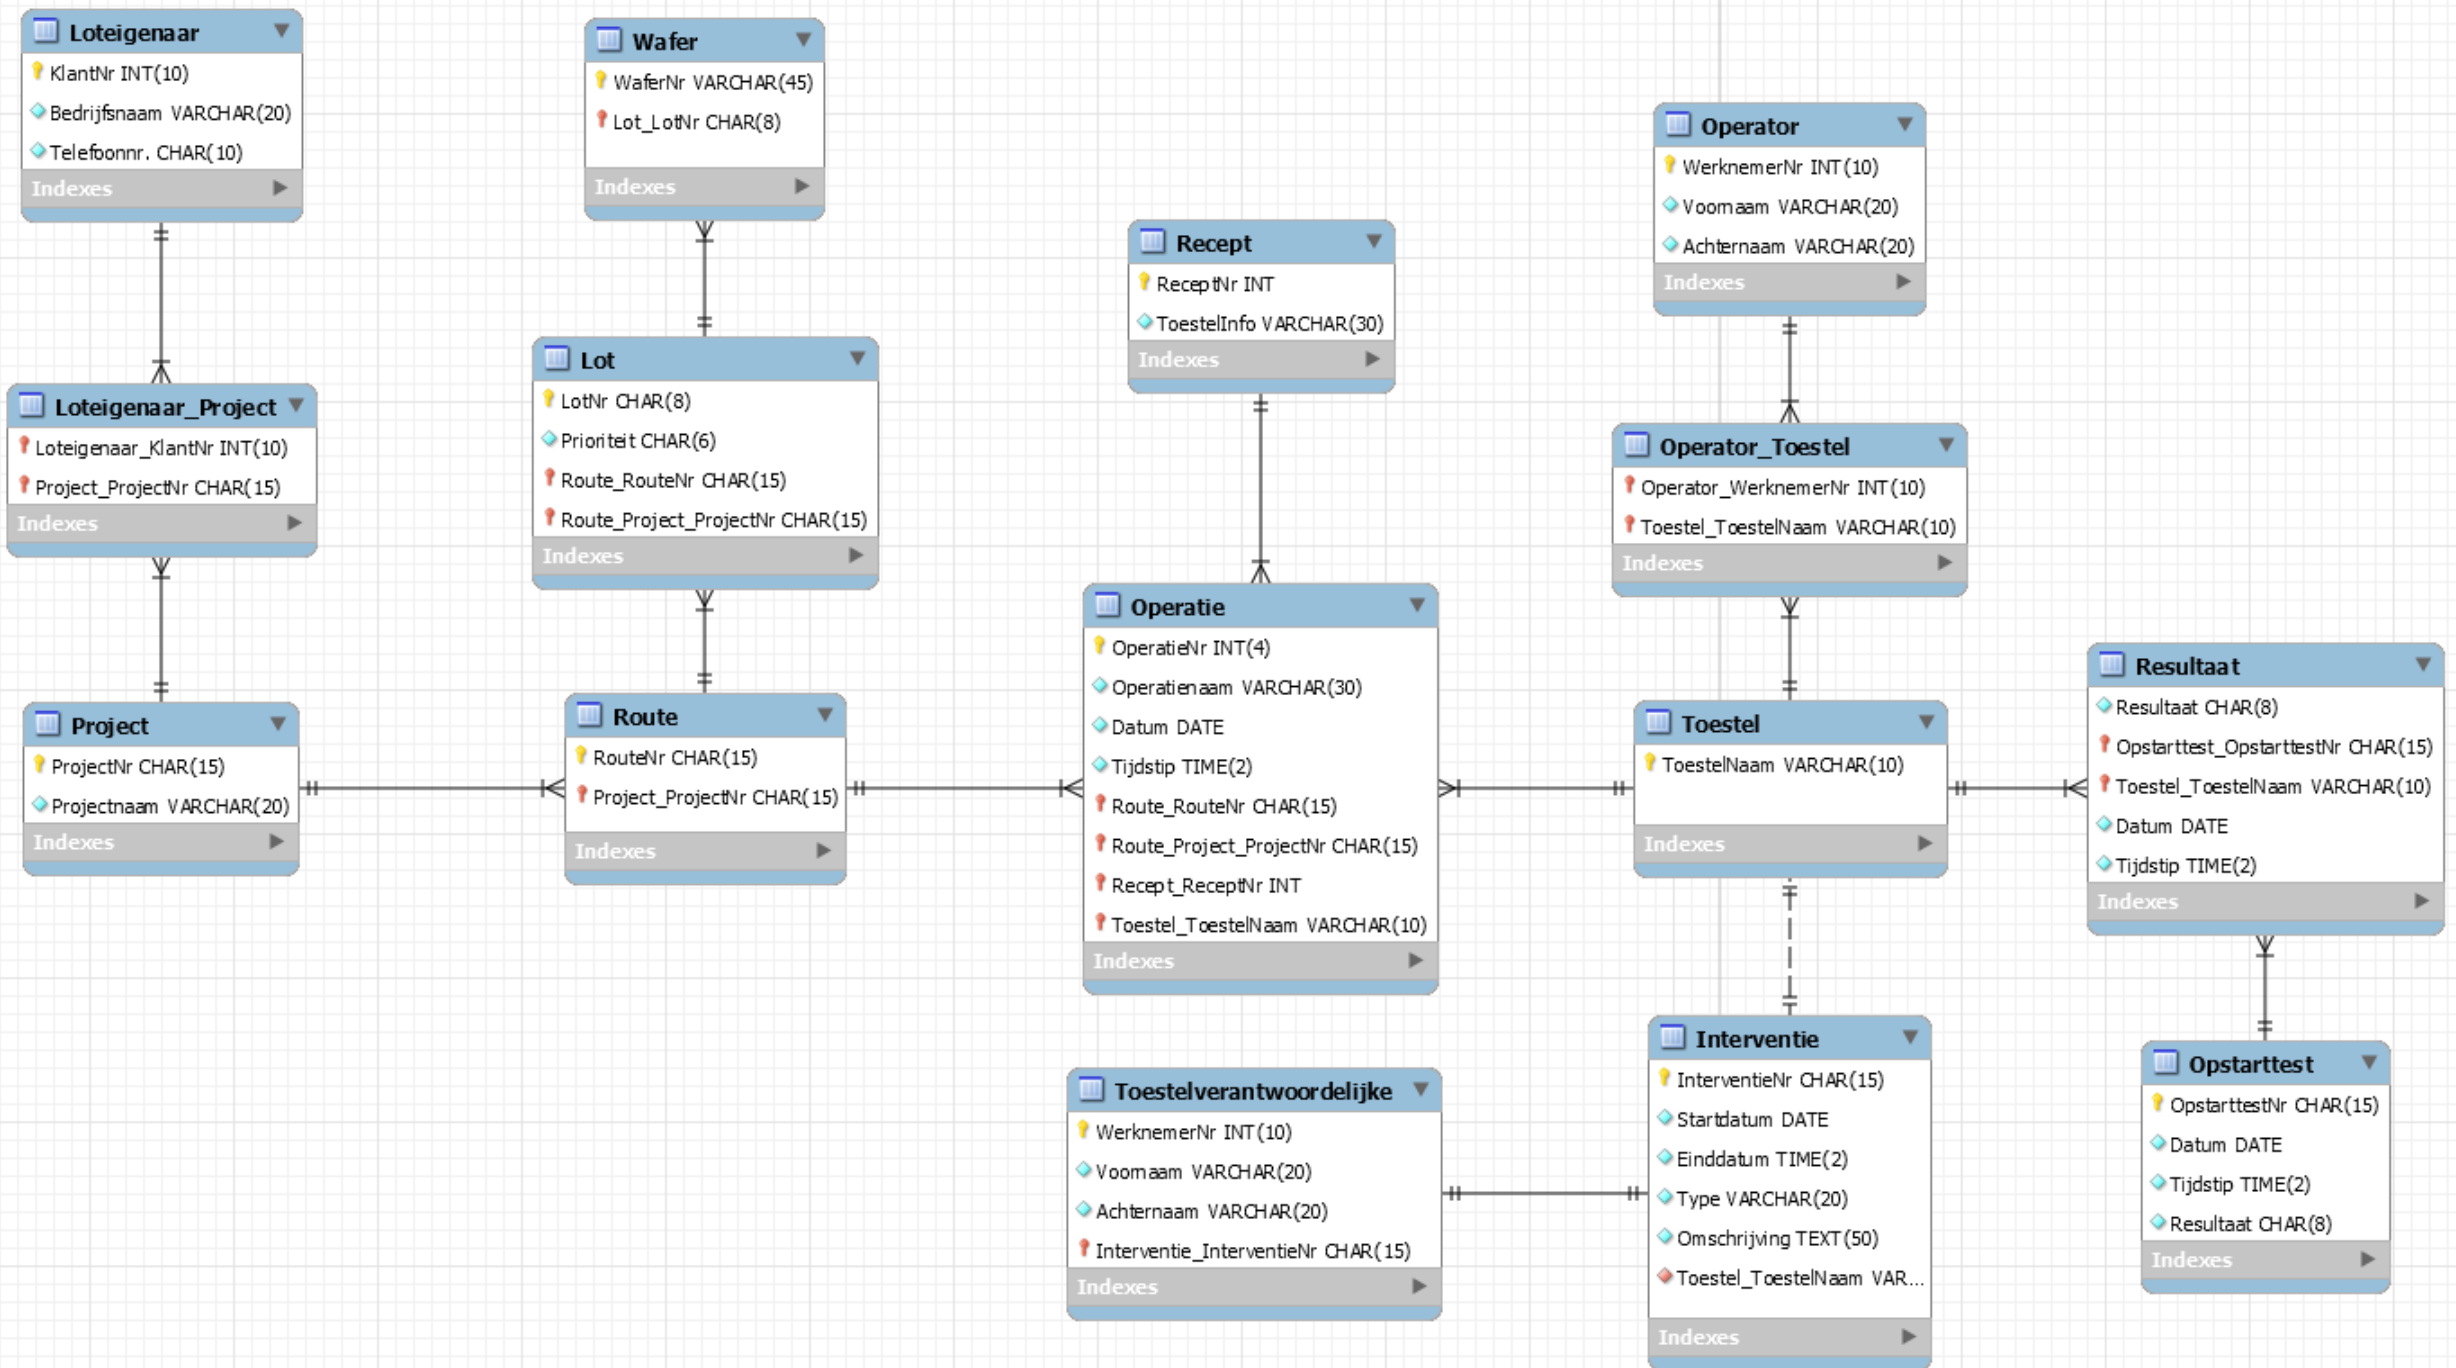 Loteigenaar
KlantNr INT(10)
Bedrijfsnaam VARCHAR(20)
Telefoonnr. CHAR(10)
Indexes
Loteigenaar_Project
Loteigenaar_KlantNr INT(10)
Project_ProjectNr CHAR(15)
Indexes
Project
ProjectNr CHAR(15)
Projectnaam VARCHAR(20)
Indexes
Wafer
WaferNr VARCHAR(45)
Lot_LotNr CHAR(8)
Indexes
Lot
LotNr CHAR(8)
Prioriteit CHAR(6)
Route_RouteNr CHAR(15)
Route_Project_ProjectNr CHAR(15)
Indexes
Route
RouteNr CHAR(15)
Project_ProjectNr CHAR(15)
Indexes
Recept
ReceptNr INT
ToestelInfo VARCHAR(30)
Indexes
Operatie
OperatieNr INT(4)
Operatienaam VARCHAR(30)
Datum DATE
Tijdstip TIME(2)
Route_RouteNr CHAR(15)
Route_Project_ProjectNr CHAR(15)
Recept_ReceptNr INT
Toestel_ToestelNaam VARCHAR(10)
Indexes
Toestelverantwoordelijke
WerknemerNr INT(10)
Voornaam VARCHAR(20)
Achternaam VARCHAR(20)
Interventie_InterventieNr CHAR(15)
Indexes
Operator
WerknemerNr INT(10)
Voornaam VARCHAR(20)
Achternaam VARCHAR(20)
Indexes
Operator_Toestel
Operator_WerknemerNr INT(10)
Toestel_ToestelNaam VARCHAR(10)
Indexes
Toestel
ToestelNaam VARCHAR(10)
Indexes
Interventie
InterventieNr CHAR(15)
Startdatum DATE
Einddatum TIME(2)
Type VARCHAR(20)
Omschrijving TEXT(50)
Toestel_ToestelNaam VAR...
Indexes
Resultaat
Resultaat CHAR(8)
Opstarttest_OpstarttestNr CHAR(15)
Toestel_ToestelNaam VARCHAR(10)
Datum DATE
Tijdstip TIME(2)
Indexes
Opstarttest
OpstarttestNr CHAR(15)
Datum DATE
Tijdstip TIME(2)
Resultaat CHAR(8)
Indexes